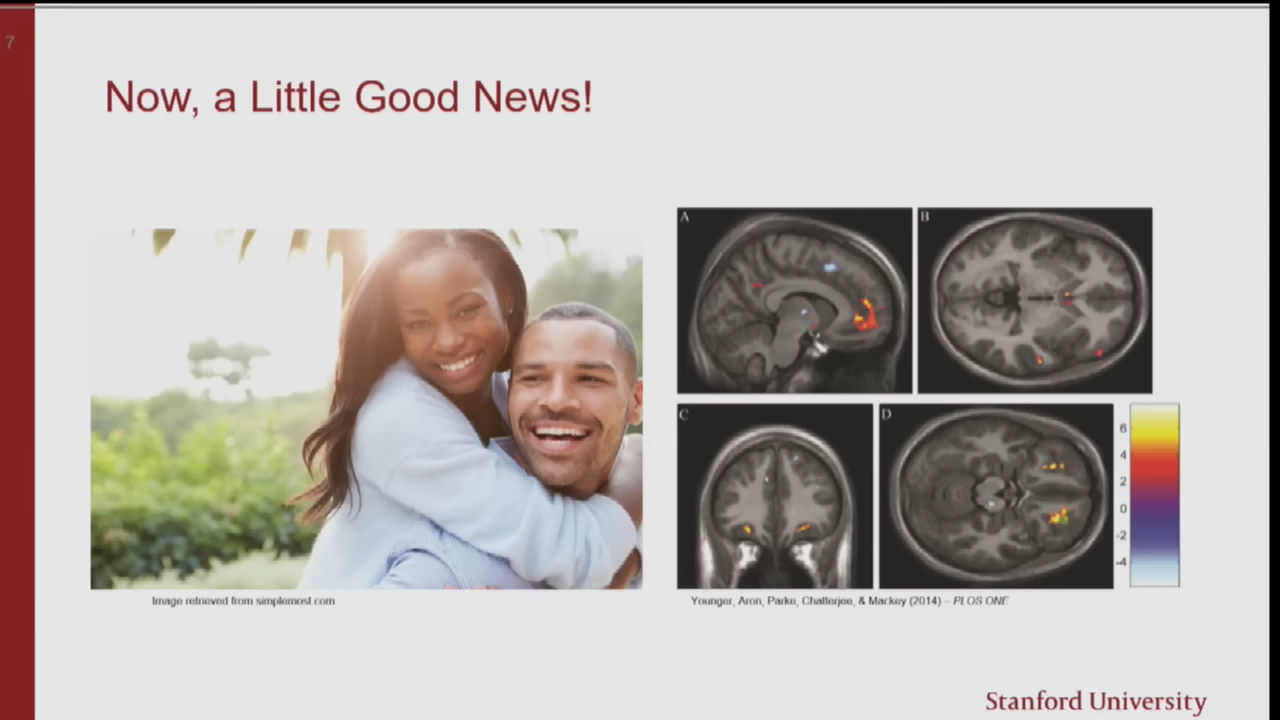 7
Now, a Little Good News!
A
B
C
D
6
4
2
0
-2
-4
Image retrieved from simplemost.com
Younger, Aron, Parke, Chatterjee, & Mackey (2014) – PLOS ONE
Stanford University